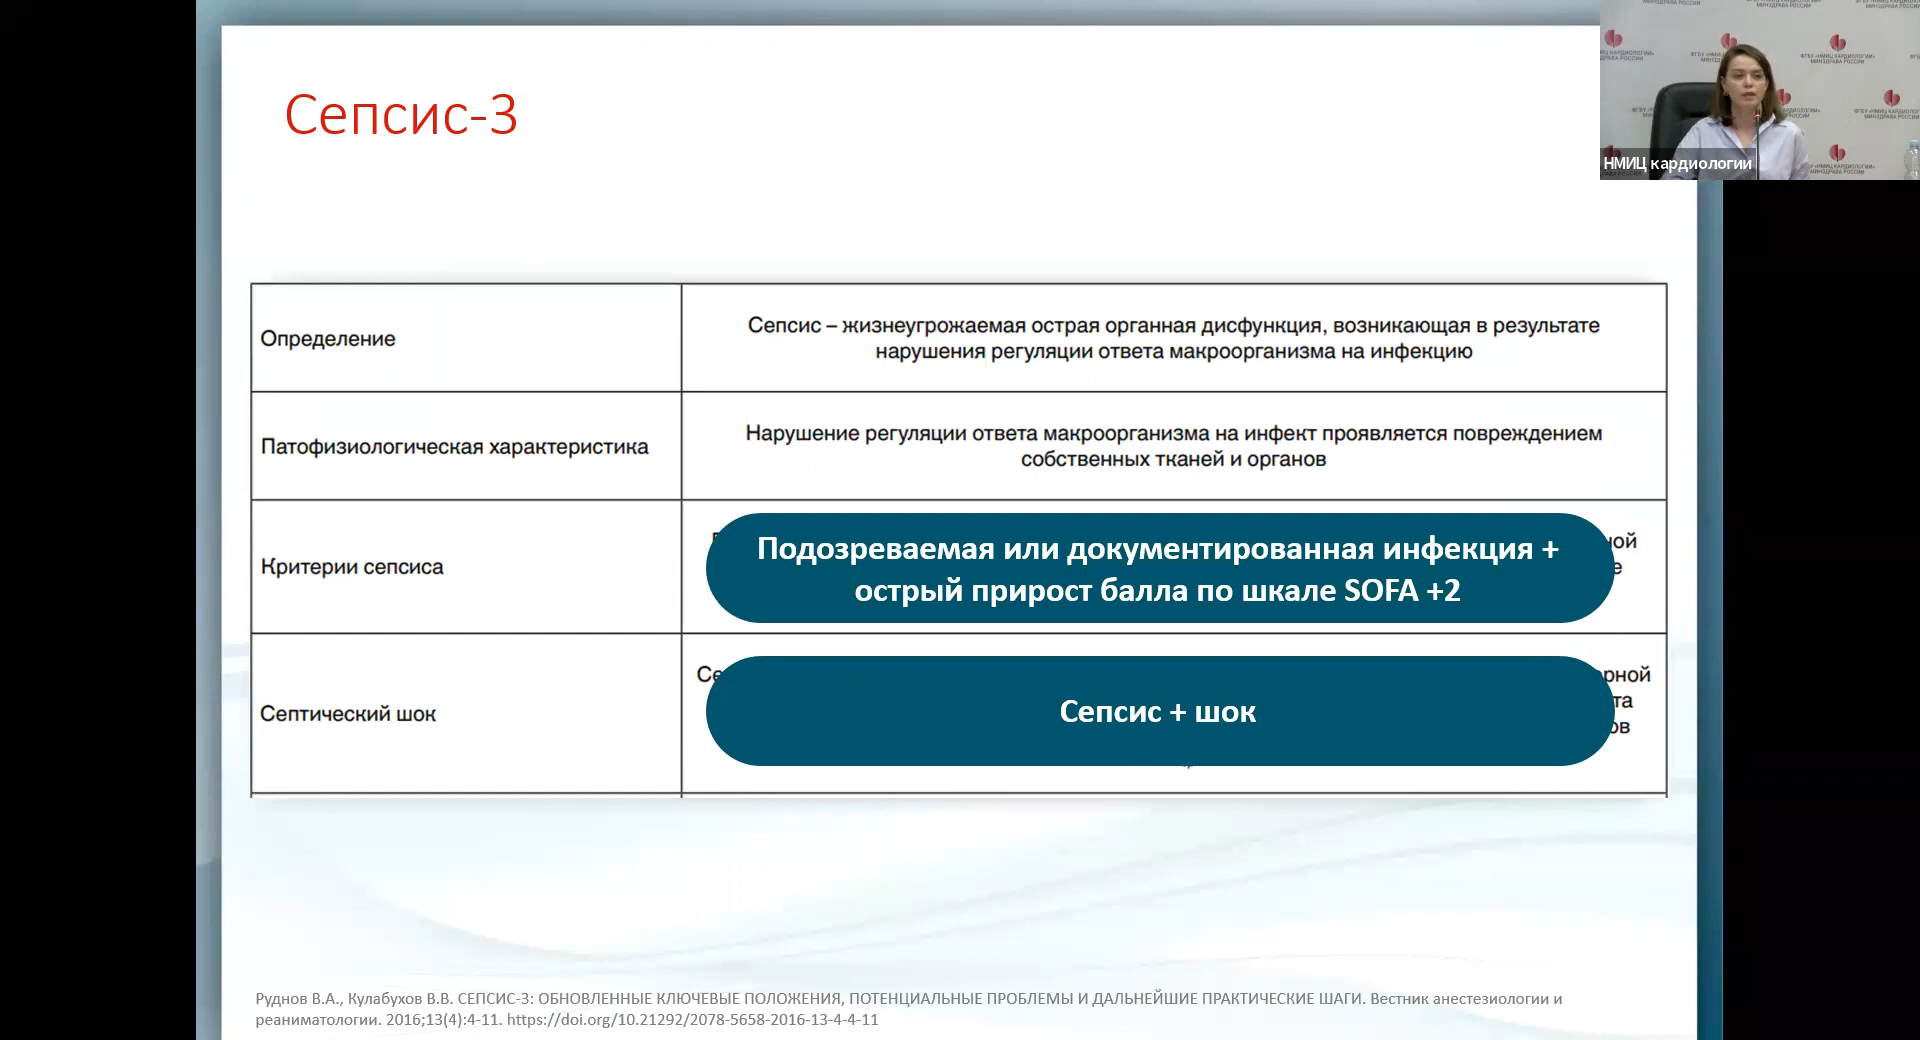 Сепсис-3
НМИЦ кардиологии
Определение
Сепсис – жизнеугрожаемая острая органная дисфункция, возникающая в результате
нарушения регуляции ответа макроорганизма на инфекцию
Патофизиологическая характеристика
Нарушение регуляции ответа макроорганизма на инфект проявляется повреждением
собственных тканей и органов
Критерии сепсиса
Подозреваемая или документированная инфекция +
острый прирост балла по шкале SOFA +2
Септический шок
Сепсис + шок
Руднов В.А., Кулабухов В.В. СЕПСИС-3: ОБНОВЛЕННЫЕ КЛЮЧЕВЫЕ ПОЛОЖЕНИЯ, ПОТЕНЦИАЛЬНЫЕ ПРОБЛЕМЫ И ДАЛЬНЕЙШИЕ ПРАКТИЧЕСКИЕ ШАГИ. Вестник анестезиологии и
реаниматологии. 2016;13(4):4-11. https://doi.org/10.21292/2078-5658-2016-13-4-4-11